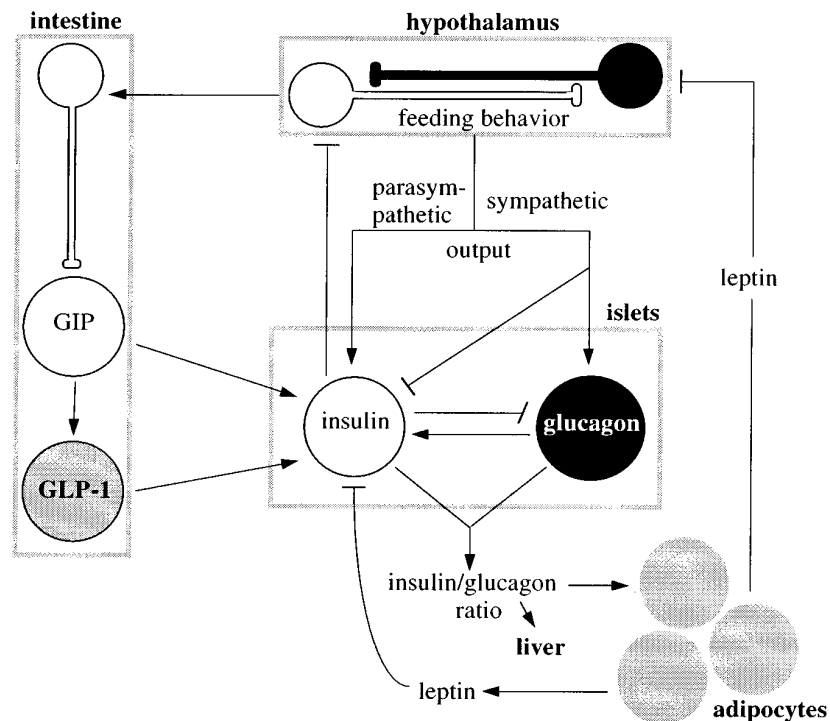 intestine
hypothalamus
feeding behavior
parasym-
pathetic
sympathetic
output
leptin
GIP
islets
insulin
glucagon
GLP-1
insulin/glucagon
ratio
liver
leptin
adipocytes